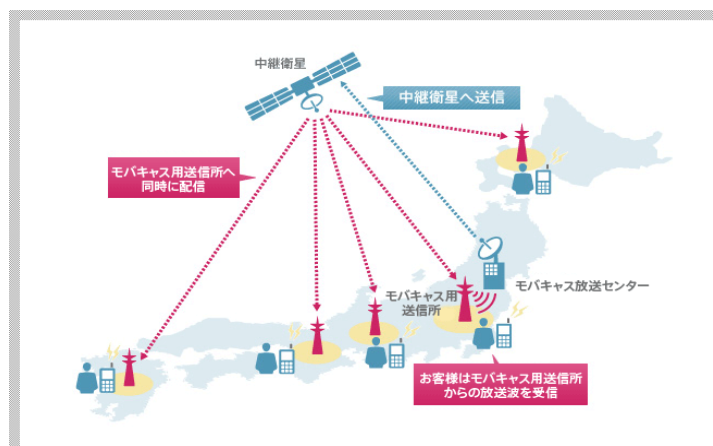 中継衛星
中継衛星へ送信
モバキャス用送信所へ
同時に配信
モバキャス放送センター
モバキャス用
送信所
お客様はモバキャス用送信所
からの放送波を受信